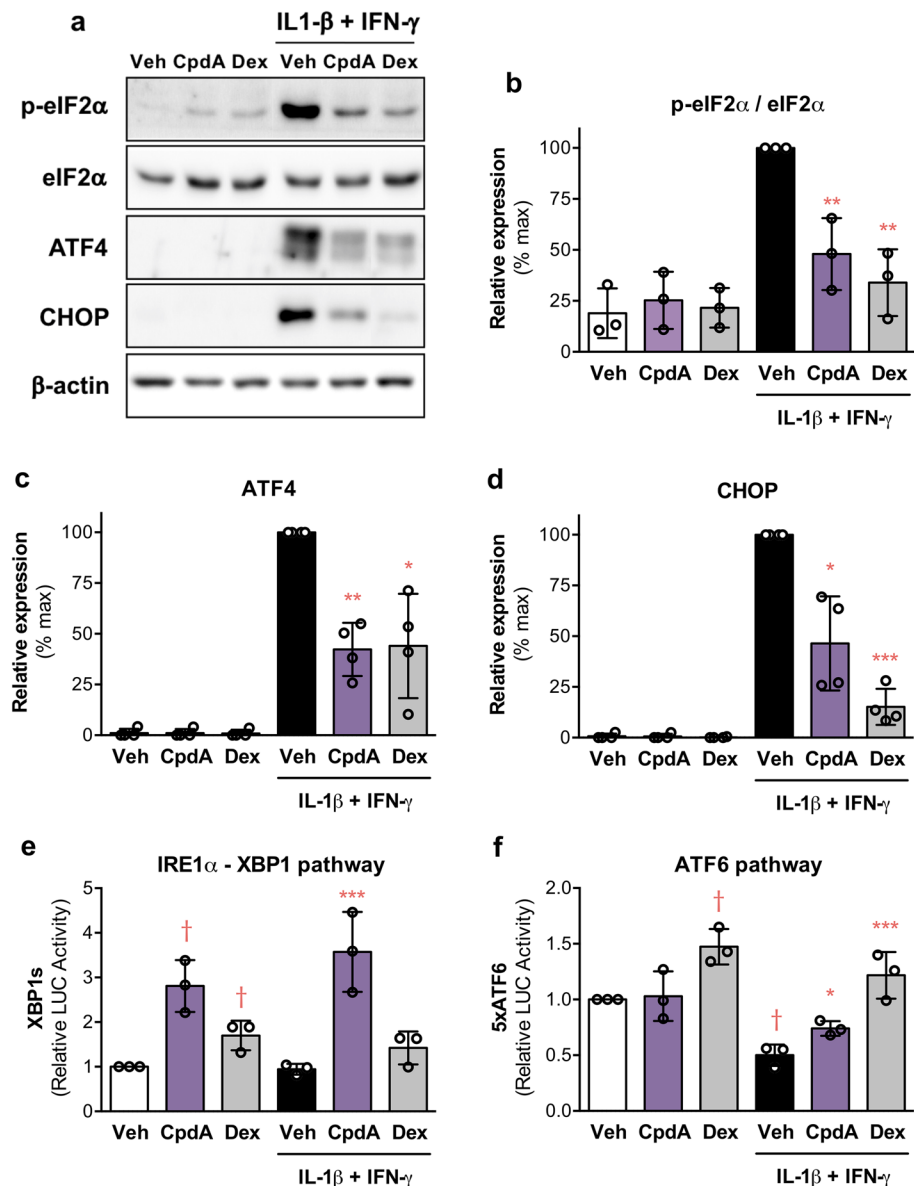 a
IL1-β + IFN-γ
Veh CpdA Dex Veh CpdA Dex
p-eIF2α
eIF2α
ATF4
CHOP
β-actin
b
p-eIF2α / eIF2α
Relative expression
(% max)
100
75
50
25
0
** **
Veh CpdA Dex Veh CpdA Dex
IL-1β + IFN-γ
c
ATF4
Relative expression
(% max)
100
75
50
25
0
** *
Veh CpdA Dex Veh CpdA Dex
IL-1β + IFN-γ
d
CHOP
Relative expression
(% max)
100
75
50
25
0
* ***
Veh CpdA Dex Veh CpdA Dex
IL-1β + IFN-γ
e
IRE1α - XBP1 pathway
XBP1s
(Relative LUC Activity)
5
4
3
2
1
0
† † ***
Veh CpdA Dex Veh CpdA Dex
IL-1β + IFN-γ
f
ATF6 pathway
5xATF6
(Relative LUC Activity)
2.0
1.5
1.0
0.5
0.0
† † * ***
Veh CpdA Dex Veh CpdA Dex
IL-1β + IFN-γ